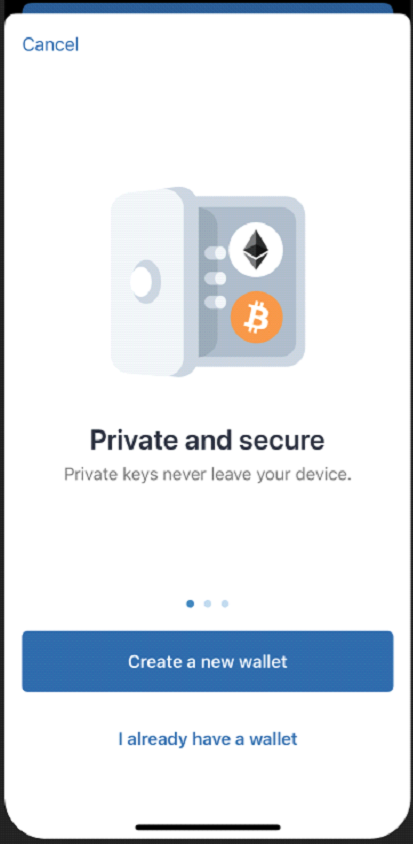 Cancel
Private and secure
Private keys never leave your device.
Create a new wallet
I already have a wallet